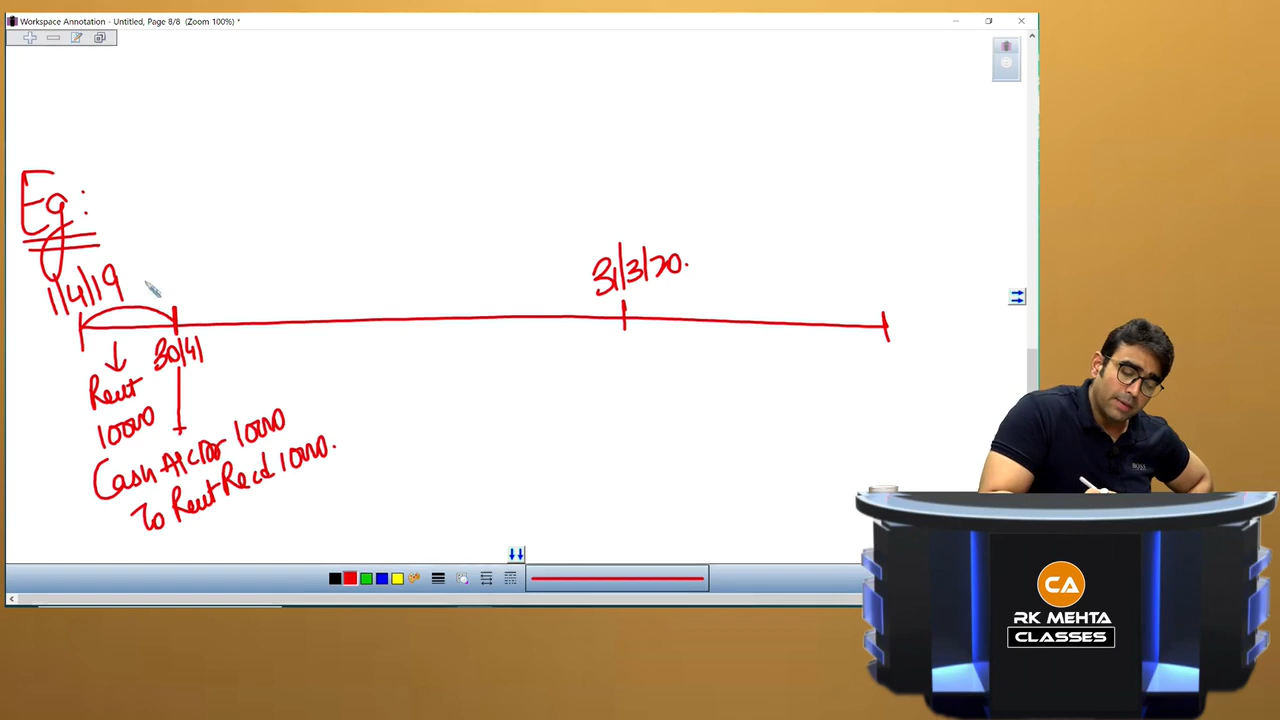 Workspace Annotation - Untitled, Page 8/8 (Zoom 100%) *
Eg:
1/4/19
31/3/20.
30/4
Rent
10000
Cash A/c Dr 10000
To Rent Recd 10000.
BOSS
CA
RK MEHTA
CLASSES